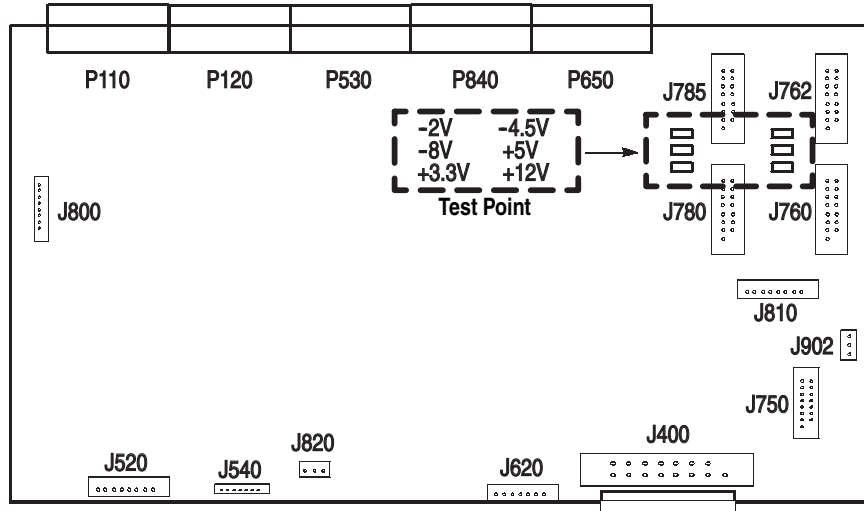 P110 P120 P530 P840 P650
J785 J762
-2V -4.5V
-8V +5V
+3.3V +12V
Test Point
J800 J780 J760
J810
J902
J750
J820 J400
J520 J540 J620